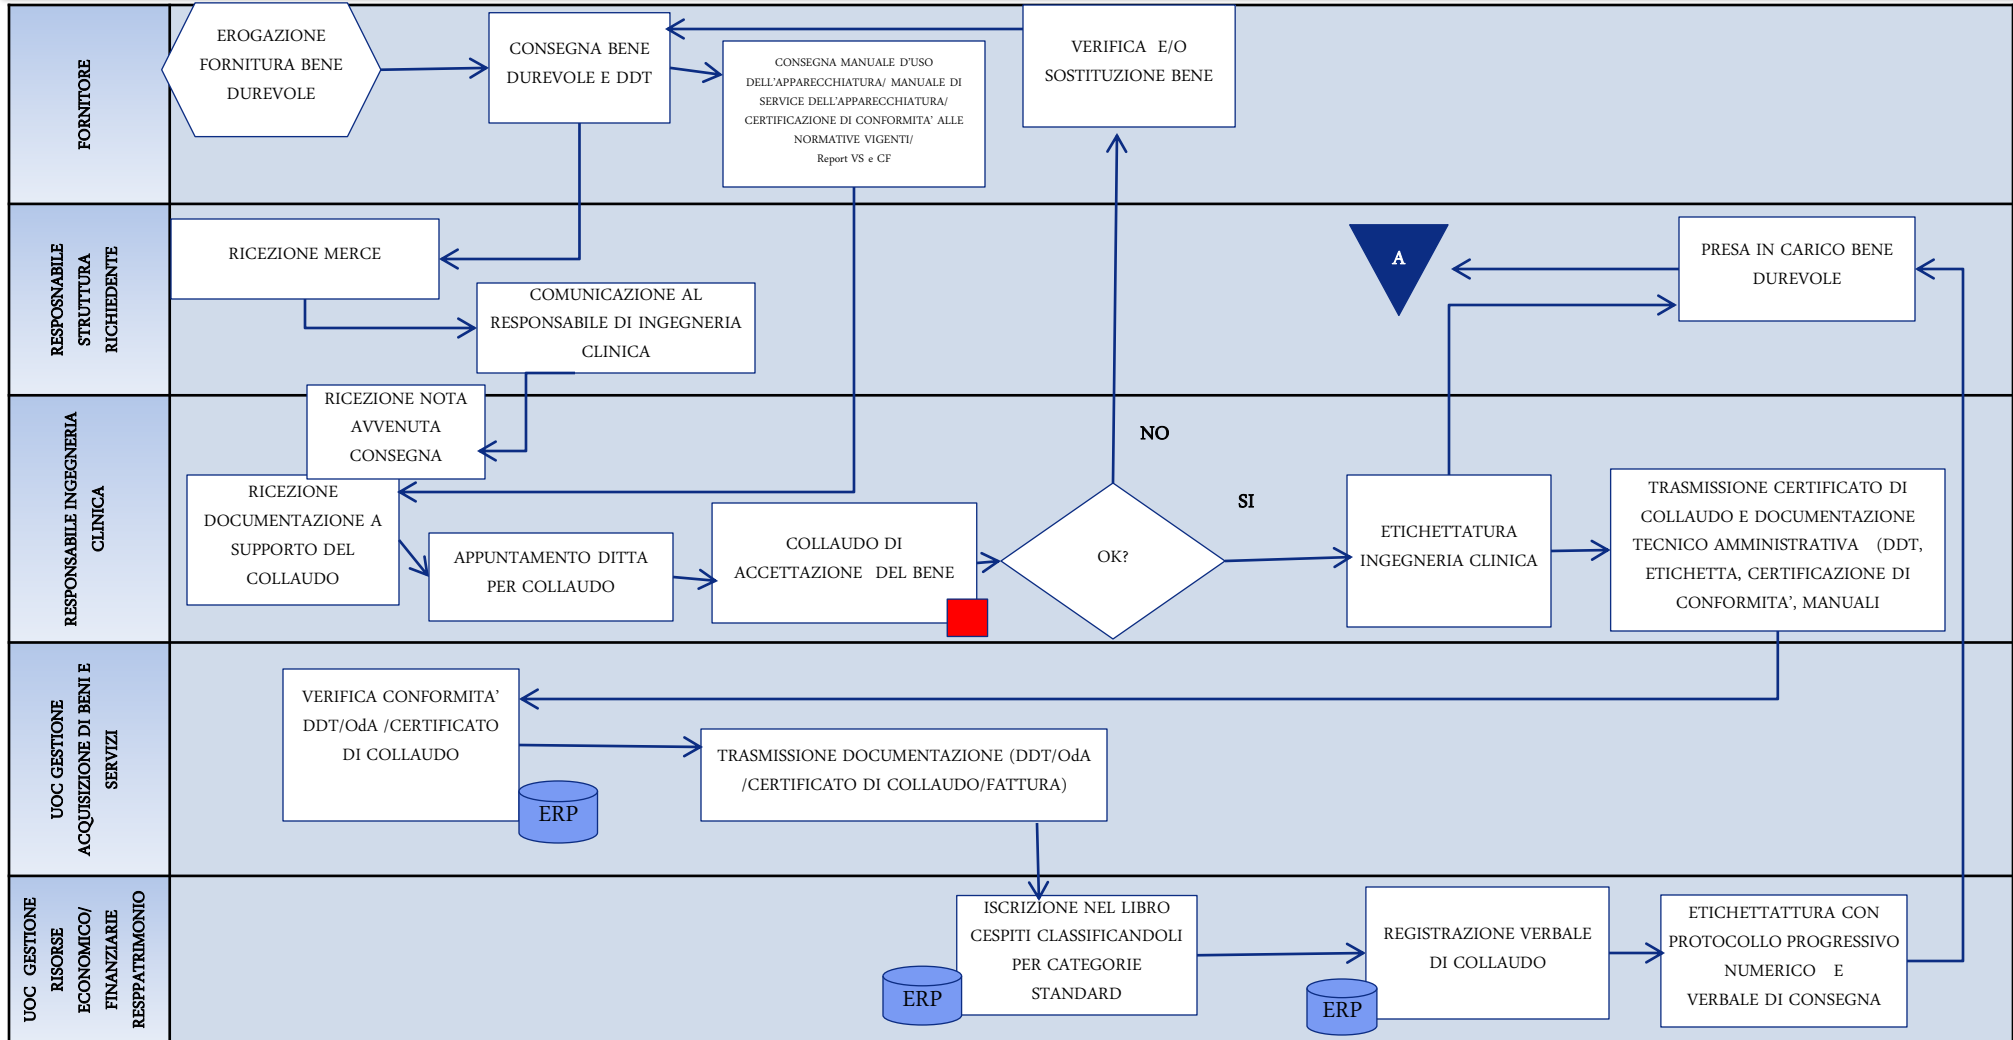 FORNITORE
EROGAZIONE
FORNITURA BENE
DUREVOLE
CONSEGNA BENE
DUREVOLE E DDT
CONSEGNA MANUALE D'USO
DELL'APPARECCHIATURA/ MANUALE DI
SERVICE DELL'APPARECCHIATURA/
CERTIFICAZIONE DI CONFORMITA' ALLE
NORMATIVE VIGENTI/
Report VS e CF
VERIFICA E/O
SOSTITUZIONE BENE
RESPOSNABILE
STRUTTURA
RICHIEDENTE
RICEZIONE MERCE
COMUNICAZIONE AL
RESPONSABILE DI INGEGNERIA
CLINICA
A
PRESA IN CARICO BENE
DUREVOLE
RESPONSABILE INGEGNERIA
CLINICA
RICEZIONE NOTA
AVVENUTA
CONSEGNA
RICEZIONE
DOCUMENTAZIONE A
SUPPORTO DEL
COLLAUDO
APPUNTAMENTO DITTA
PER COLLAUDO
COLLAUDO DI
ACCETTAZIONE DEL BENE
OK?
NO
SI
ETICHETTATURA
INGEGNERIA CLINICA
TRASMISSIONE CERTIFICATO DI
COLLAUDO E DOCUMENTAZIONE
TECNICO AMMINISTRATIVA (DDT,
ETICHETTA, CERTIFICAZIONE DI
CONFORMITA', MANUALI
UOC GESTIONE
ACQUISIZIONE DI BENI E
SERVIZI
VERIFICA CONFORMITA'
DDT/OdA /CERTIFICATO
DI COLLAUDO
ERP
TRASMISSIONE DOCUMENTAZIONE (DDT/OdA
/CERTIFICATO DI COLLAUDO/FATTURA)
UOC GESTIONE
RISORSE
ECONOMICO/
FINANZIARIE
RESPPATRIMONIO
ISCRIZIONE NEL LIBRO
CESPITI CLASSIFICANDOLI
PER CATEGORIE
STANDARD
ERP
REGISTRAZIONE VERBALE
DI COLLAUDO
ERP
ETICHETTATTURA CON
PROTOCOLLO PROGRESSIVO
NUMERICO E
VERBALE DI CONSEGNA